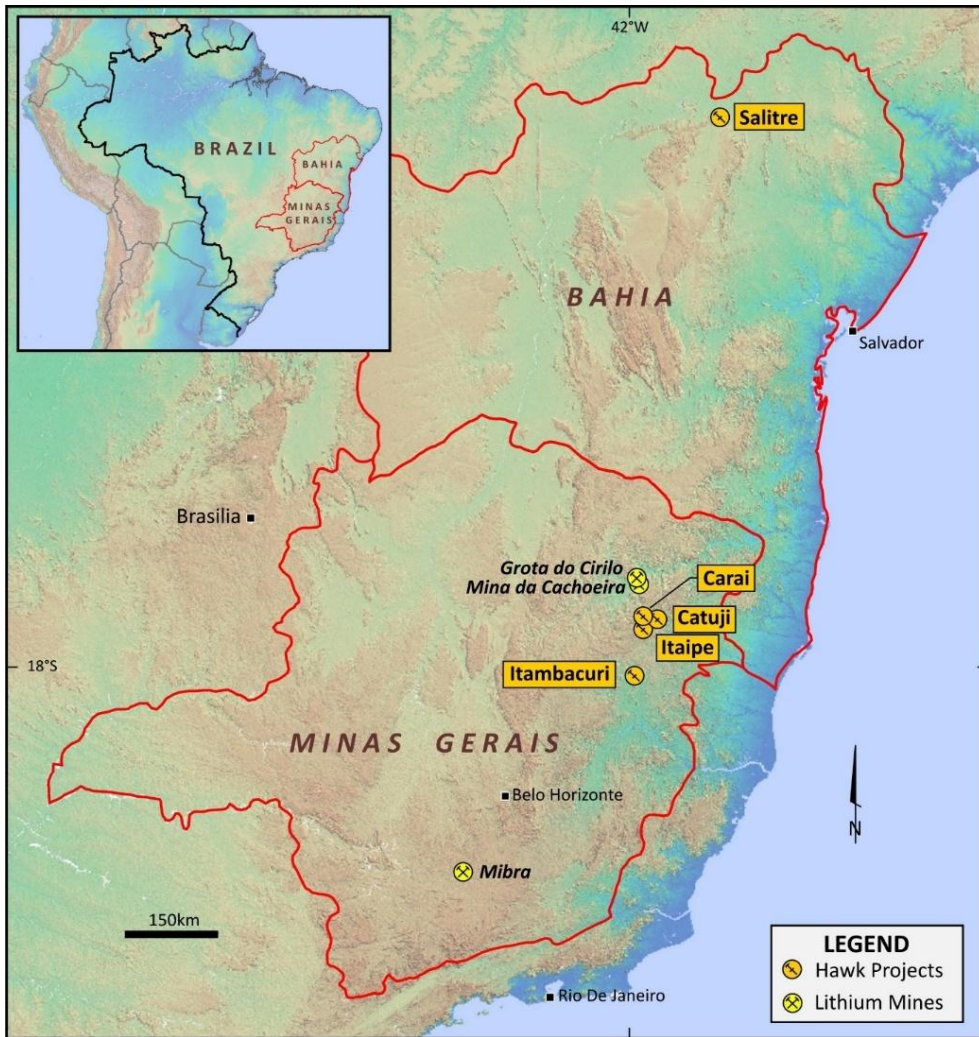 42°W
BRAZIL
BAHIA
MINAS
GERAIS
Salitre
BAHIA
Salvador
Brasilia
Grota do Cirilo
Mina da Cachoeira
Carai
Catuji
Itaipe
18°S
Itambacuri
MINAS GERAIS
Belo Horizonte
N
Mibra
150km
Rio De Janeiro
LEGEND
Hawk Projects
Lithium Mines